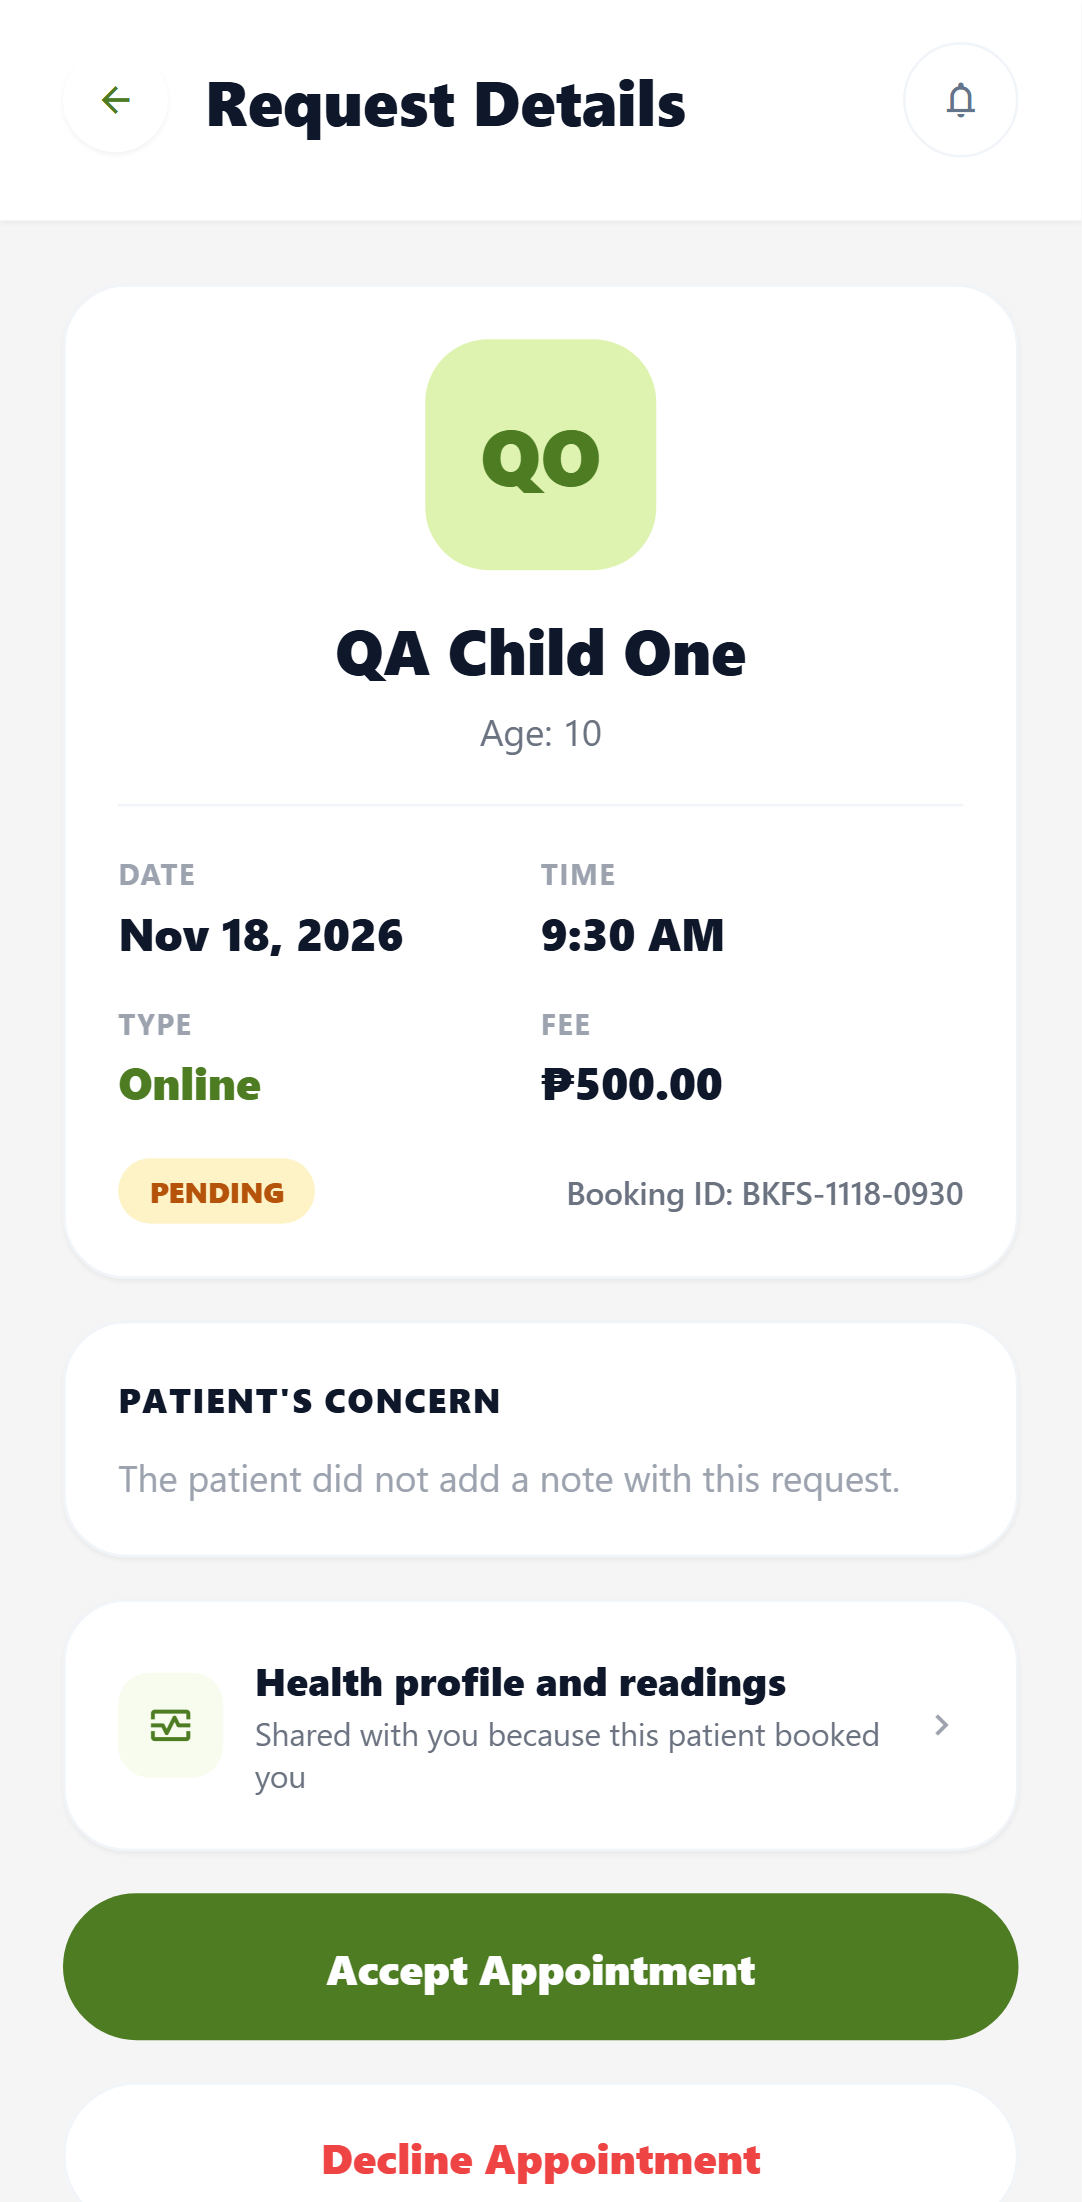 Request Details
QO
QA Child One
Age: 10
DATE
TIME
Nov 18, 2026
9:30 AM
TYPE
FEE
Online
₱500.00
PENDING
Booking ID: BKFS-1118-0930
PATIENT'S CONCERN
The patient did not add a note with this request.
Health profile and readings
Shared with you because this patient booked
you
Accept Appointment
Decline Appointment